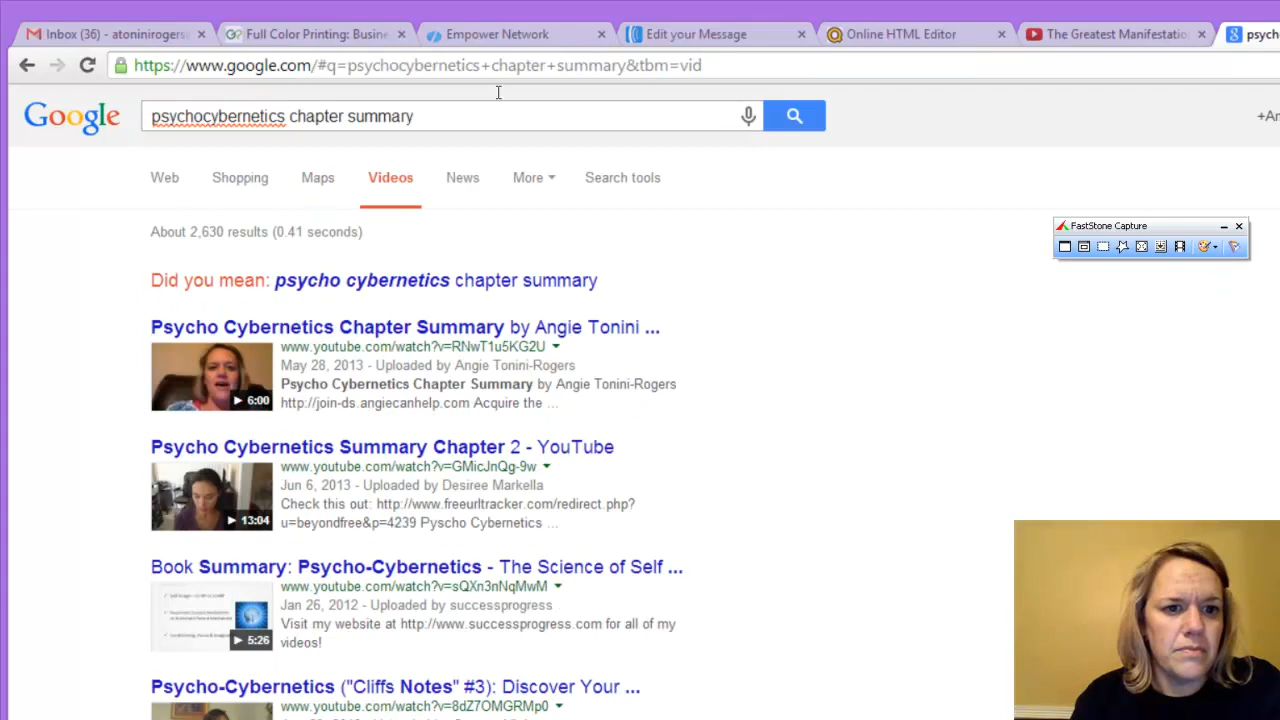 Inbox (36) - atoninirogers
Full Color Printing: Busine
Empower Network
Edit your Message
Online HTML Editor
The Greatest Manifestatio
psych
https://www.google.com/#q=psychocybernetics+chapter+summary&tbm=vid
Google
psychocybernetics chapter summary
+An
Web
Shopping
Maps
Videos
News
More
Search tools
About 2,630 results (0.41 seconds)
FastStone Capture
Did you mean: psycho cybernetics chapter summary
Psycho Cybernetics Chapter Summary by Angie Tonini ...
www.youtube.com/watch?v=RNwT1u5KG2U
May 28, 2013 - Uploaded by Angie Tonini-Rogers
Psycho Cybernetics Chapter Summary by Angie Tonini-Rogers
http://join-ds.angiecanhelp.com Acquire the ...
6:00
Psycho Cybernetics Summary Chapter 2 - YouTube
www.youtube.com/watch?v=GMicJnQg-9w
Jun 6, 2013 - Uploaded by Desiree Markella
Check this out: http://www.freeurltracker.com/redirect.php?
u=beyondfree&p=4239 Pyscho Cybernetics ...
13:04
Book Summary: Psycho-Cybernetics - The Science of Self ...
www.youtube.com/watch?v=sQXn3nNqMwM
Jan 26, 2012 - Uploaded by successprogress
Visit my website at http://www.successprogress.com for all of my
videos!
5:26
Psycho-Cybernetics ("Cliffs Notes" #3): Discover Your ...
www.youtube.com/watch?v=8dZ7OMGRMp0